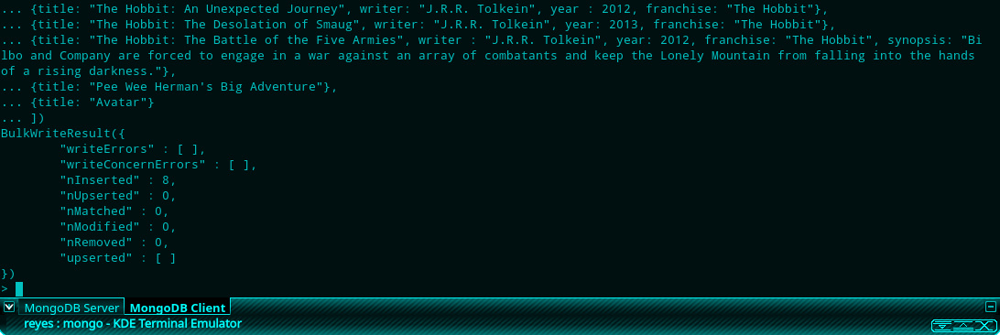 ... {title: "The Hobbit: An Unexpected Journey", writer: "J.R.R. Tolkein", year : 2012, franchise: "The Hobbit"},
... {title: "The Hobbit: The Desolation of Smaug", writer: "J.R.R. Tolkein", year: 2013, franchise: "The Hobbit"},
... {title: "The Hobbit: The Battle of the Five Armies", writer : "J.R.R. Tolkein", year: 2012, franchise: "The Hobbit", synopsis: "Bi
lbo and Company are forced to engage in a war against an array of combatants and keep the Lonely Mountain from falling into the hands
of a rising darkness."},
... {title: "Pee Wee Herman's Big Adventure"},
... {title: "Avatar"}
... ])
BulkWriteResult({
        "writeErrors" : [ ],
        "writeConcernErrors" : [ ],
        "nInserted" : 8,
        "nUpserted" : 0,
        "nMatched" : 0,
        "nModified" : 0,
        "nRemoved" : 0,
        "upserted" : [ ]
})
>
MongoDB Server MongoDB Client
reyes : mongo - KDE Terminal Emulator